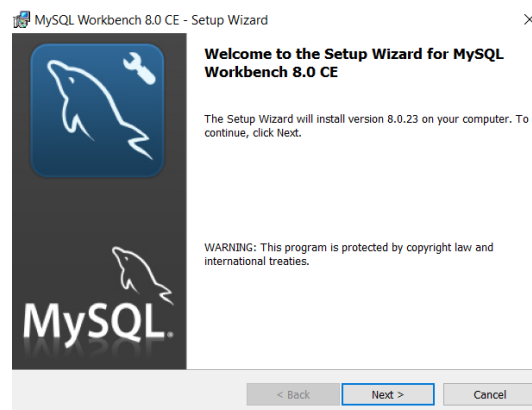 MySQL Workbench 8.0 CE - Setup Wizard
Welcome to the Setup Wizard for MySQL
Workbench 8.0 CE
The Setup Wizard will install version 8.0.23 on your computer. To
continue, click Next.
WARNING: This program is protected by copyright law and
international treaties.
MySQL.
< Back
Next >
Cancel